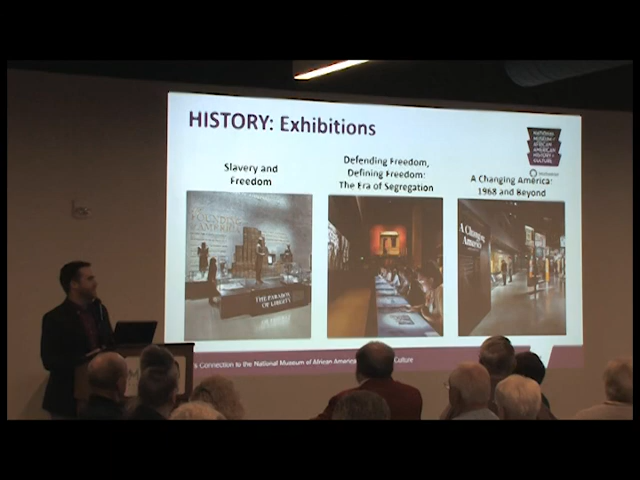 HISTORY: Exhibitions
NATIONAL
MUSEUM of
AFRICAN
AMERICAN
HISTORY &
CULTURE
Smithsonian
Slavery and
Freedom
Defending Freedom,
Defining Freedom:
The Era of Segregation
A Changing America:
1968 and Beyond
FOUNDING
of AMERICA
THE PARADOX
OF LIBERTY
A Changing
America
Connection to the National Museum of African America
Culture